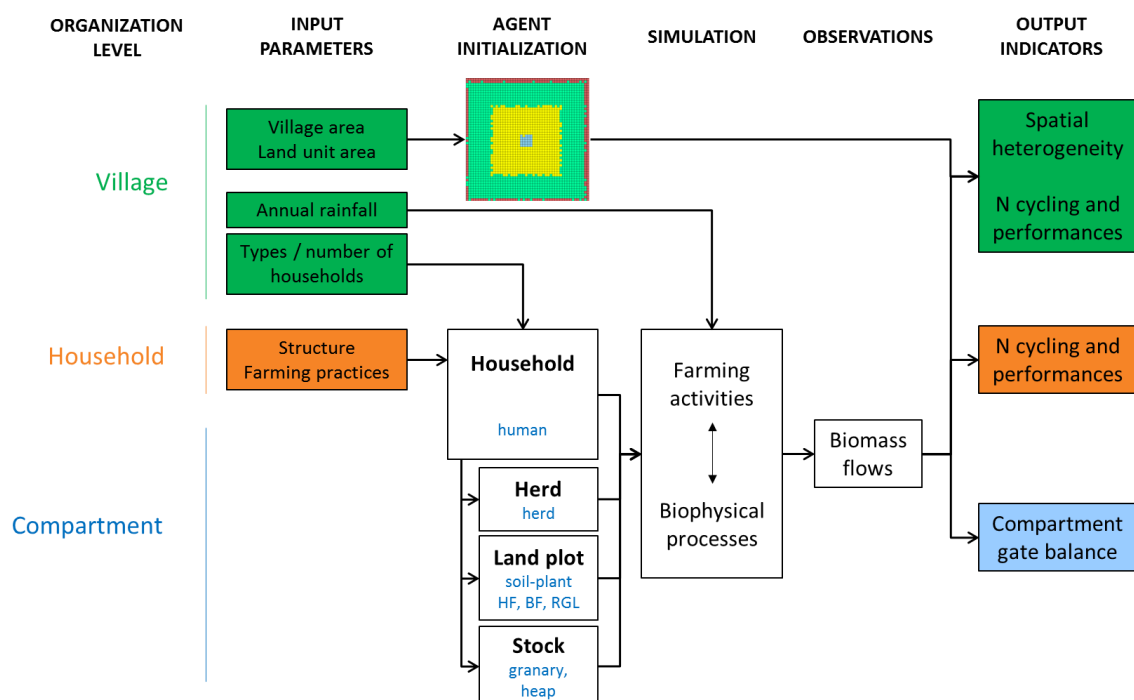 ORGANIZATION
LEVEL
INPUT
PARAMETERS
AGENT
INITIALIZATION
SIMULATION
OBSERVATIONS
OUTPUT
INDICATORS
Village
Village area
Land unit area
Annual rainfall
Types / number of
households
Spatial
heterogeneity
N cycling and
performances
Household
Structure
Farming practices
Household
human
Farming
activities
Biophysical
processes
Biomass
flows
N cycling and
performances
Compartment
Herd
herd
Land plot
soil-plant
HF, BF, RGL
Stock
granary,
heap
Compartment
gate balance